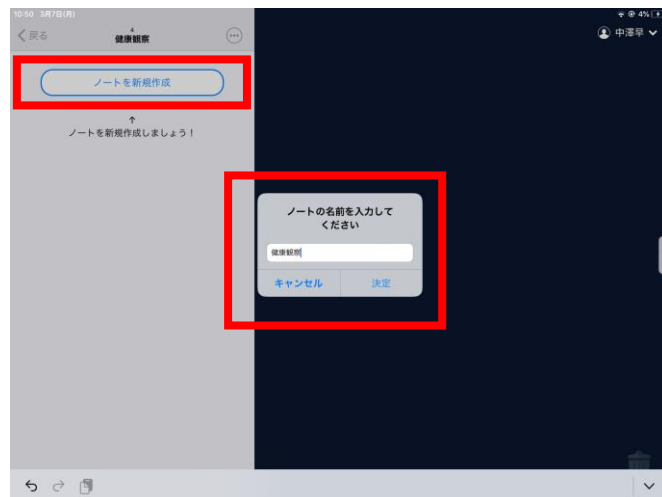 10:50 3月7日(月)
4%
戻る
4
健康観察
中澤早
ノートを新規作成
↑
ノートを新規作成しましょう！
ノートの名前を入力して
ください
健康観察
キャンセル
決定